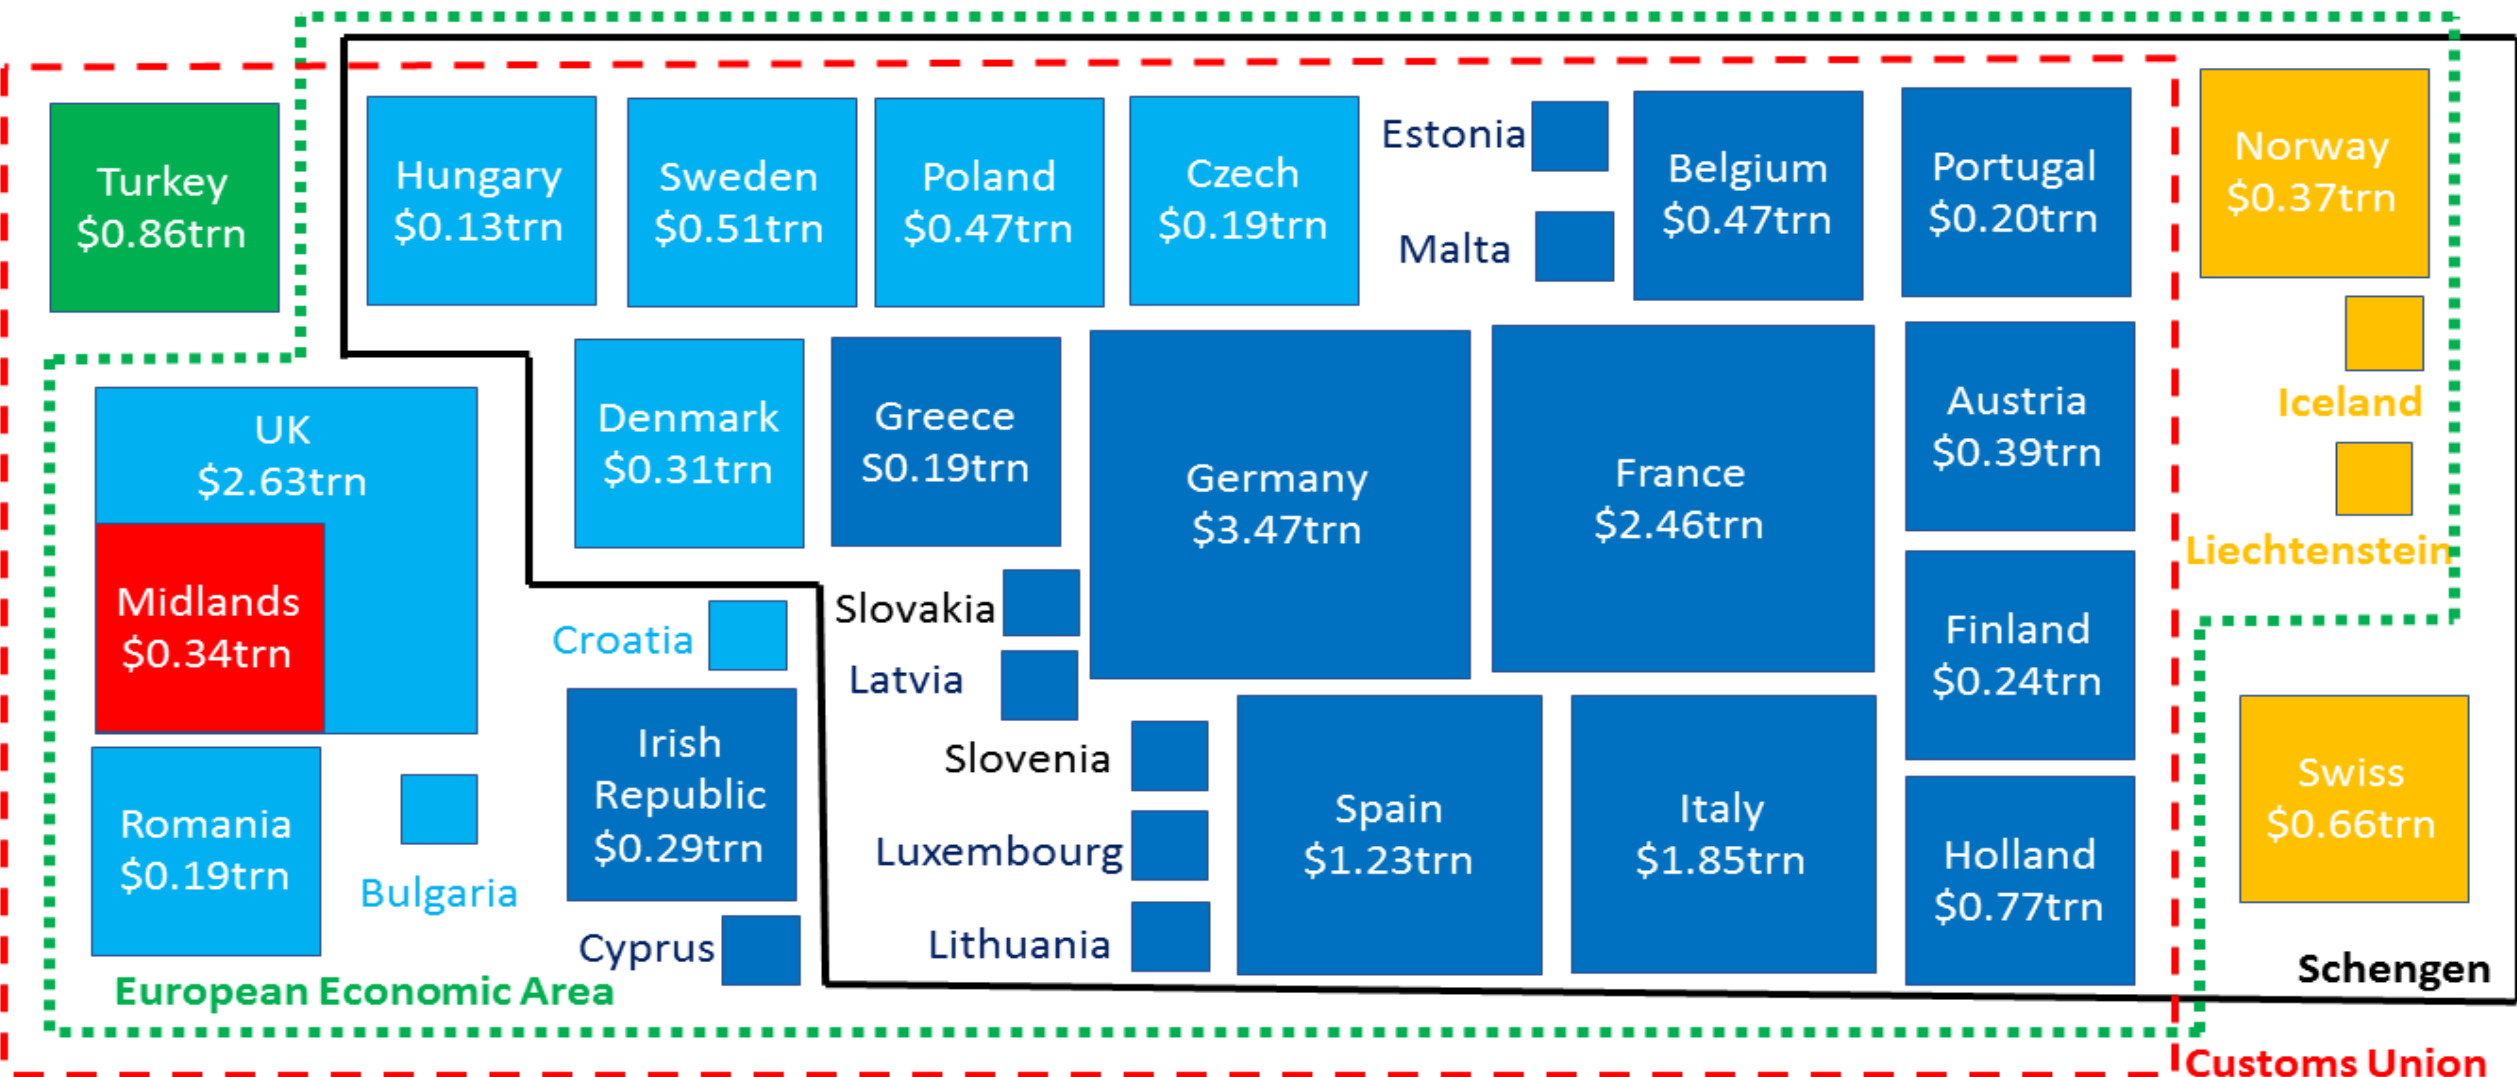 Turkey
$0.86trn
Hungary
$0.13trn
Sweden
$0.51trn
Poland
$0.47trn
Czech
$0.19trn
Estonia
Malta
Belgium
$0.47trn
Portugal
$0.20trn
Norway
$0.37trn
Iceland
Liechtenstein
UK
$2.63trn
Midlands
$0.34trn
Denmark
$0.31trn
Greece
S0.19trn
Germany
$3.47trn
France
$2.46trn
Austria
$0.39trn
Finland
$0.24trn
Croatia
Slovakia
Latvia
Slovenia
Luxembourg
Lithuania
Romania
$0.19trn
Bulgaria
Irish
Republic
$0.29trn
Cyprus
Spain
$1.23trn
Italy
$1.85trn
Holland
$0.77trn
Swiss
$0.66trn
European Economic Area
Schengen
Customs Union